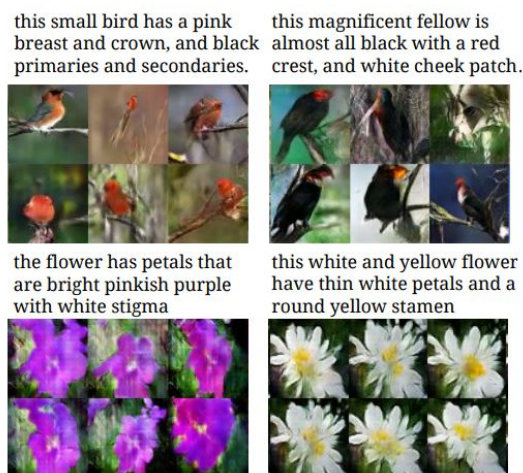 this small bird has a pink
breast and crown, and black
primaries and secondaries.
this magnificent fellow is
almost all black with a red
crest, and white cheek patch.
the flower has petals that
are bright pinkish purple
with white stigma
this white and yellow flower
have thin white petals and a
round yellow stamen